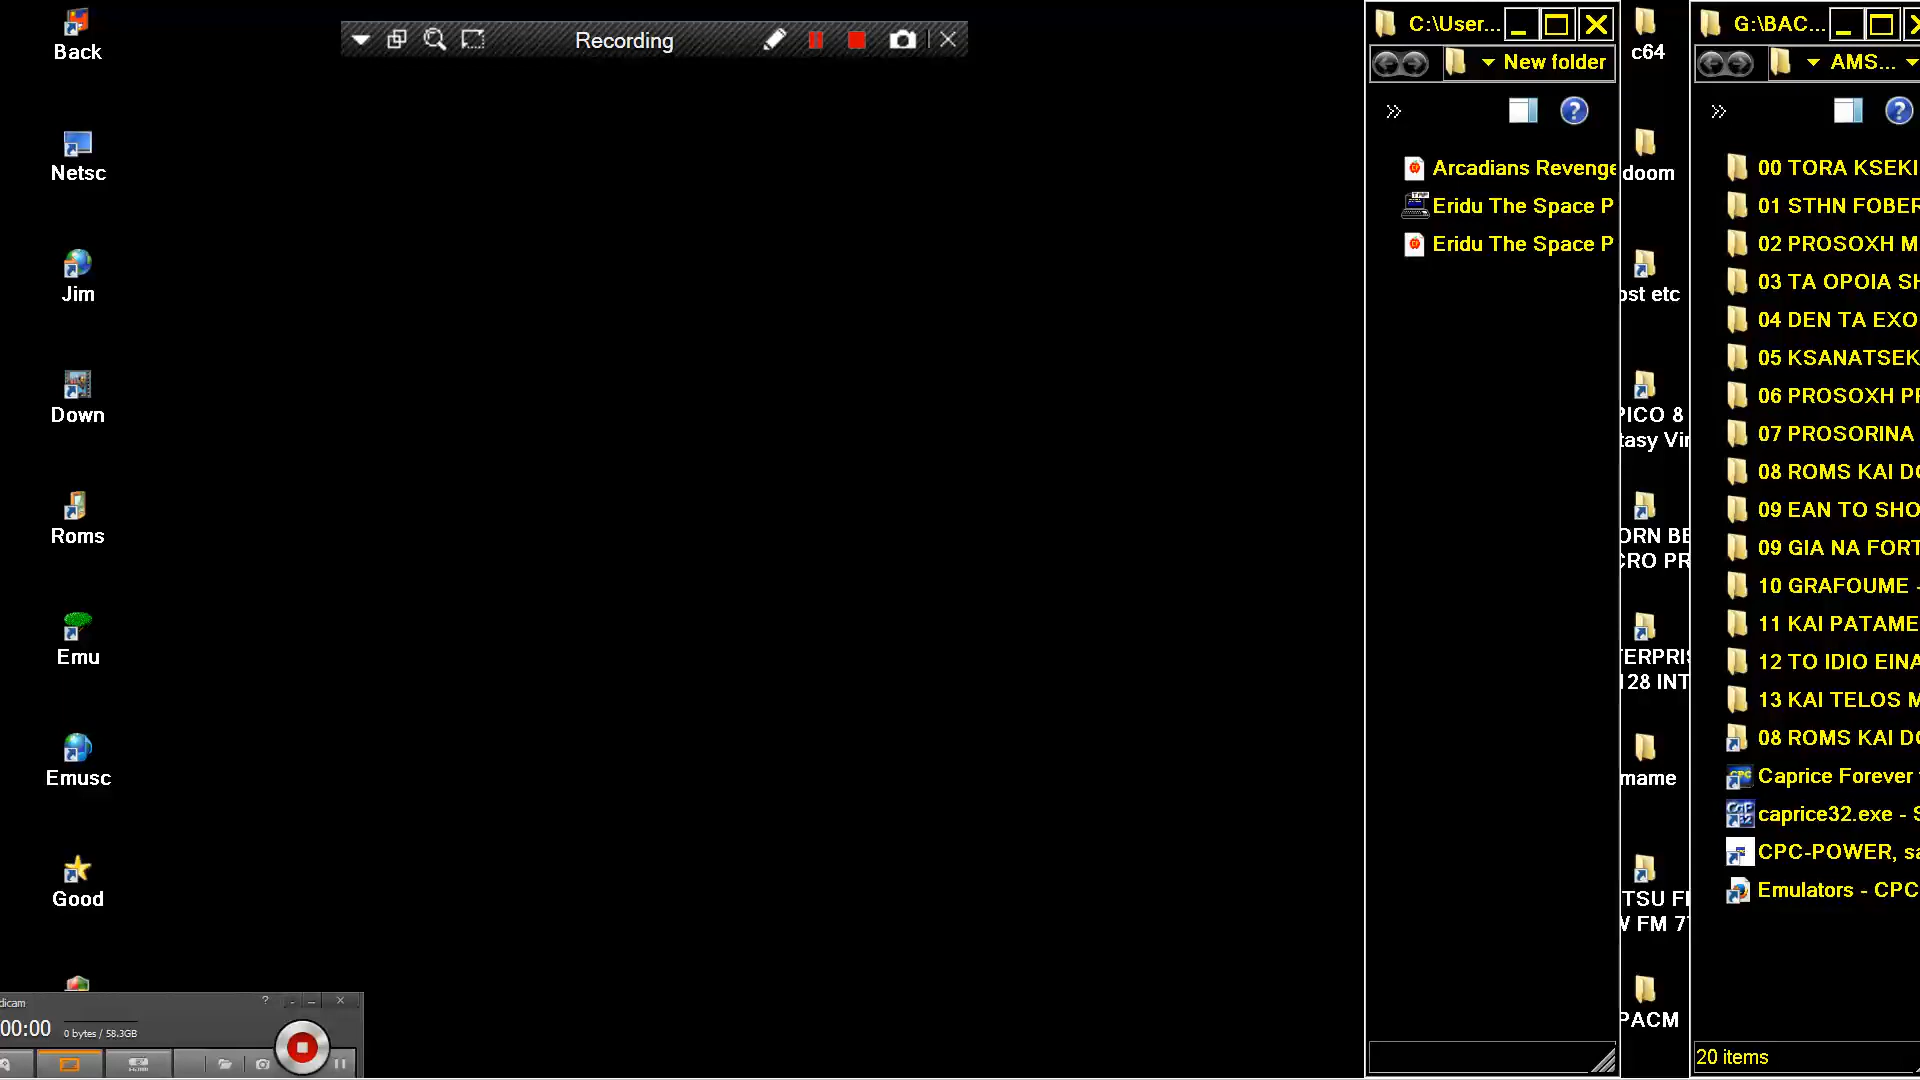 Back
Netsc
Jim
Down
Roms
Emu
Emusc
Good
Recording
dicam
00:00
0 bytes / 58.3GB
C:\User...
New folder
Arcadians Revenge
Eridu The Space P
Eridu The Space P
c64
doom
ost etc
PICO 8
tasy Vir
ORN BE
CRO PR
TERPRIS
128 INT
mame
TSU F
W FM 7
PACM
G:\BAC...
AMS...
00 TORA KSEKI
01 STHN FOBER
02 PROSOXH M
03 TA OPOIA SH
04 DEN TA EXO
05 KSANATSEK
06 PROSOXH PR
07 PROSORINA
08 ROMS KAI DO
09 EAN TO SHO
09 GIA NA FORT
10 GRAFOUME -
11 KAI PATAME
12 TO IDIO EINA
13 KAI TELOS M
08 ROMS KAI DO
Caprice Forever
caprice32.exe - S
CPC-POWER, sa
Emulators - CPC
20 items